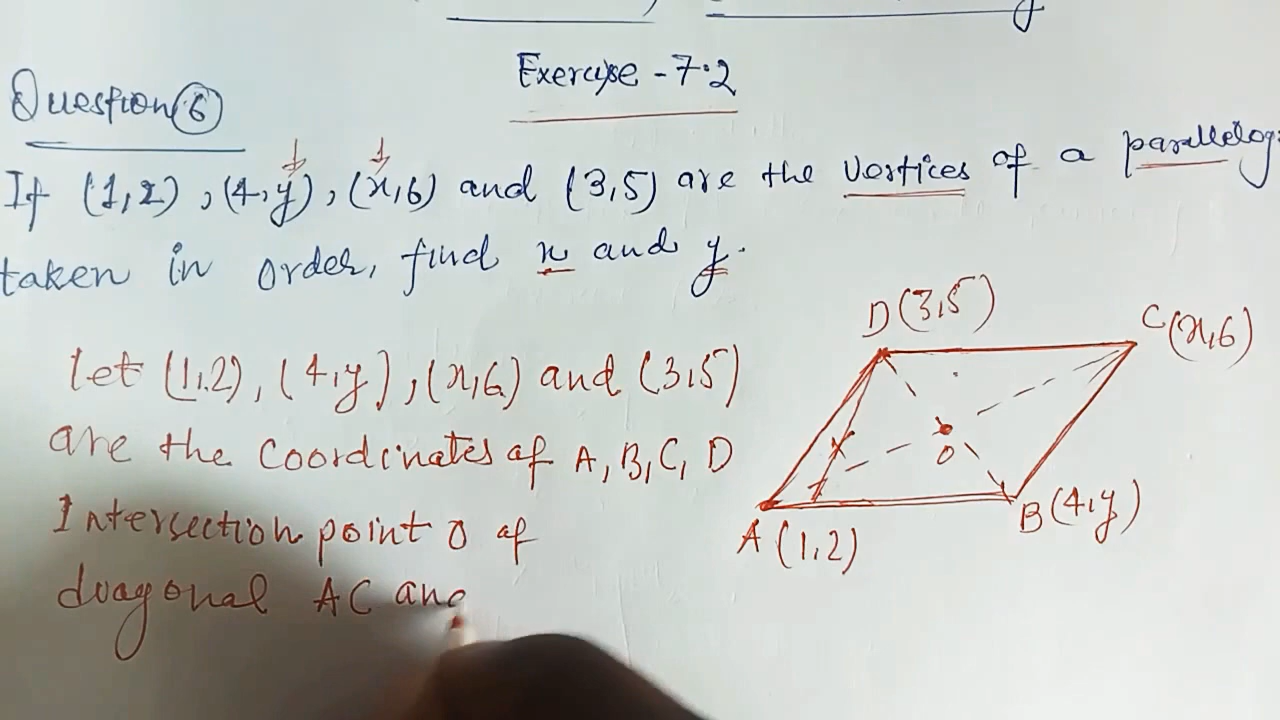 Exercise - 7.2
Question 6
If (1,2), (4,y), (x,6) and (3,5) are the vertices of a parallelog
taken in order, find x and y.
D(3,5)
C(x,6)
let (1,2), (4,y), (x,6) and (3,5)
are the coordinates of A, B, C, D
O
B(4,y)
A(1,2)
Intersection point O of
diagonal AC and